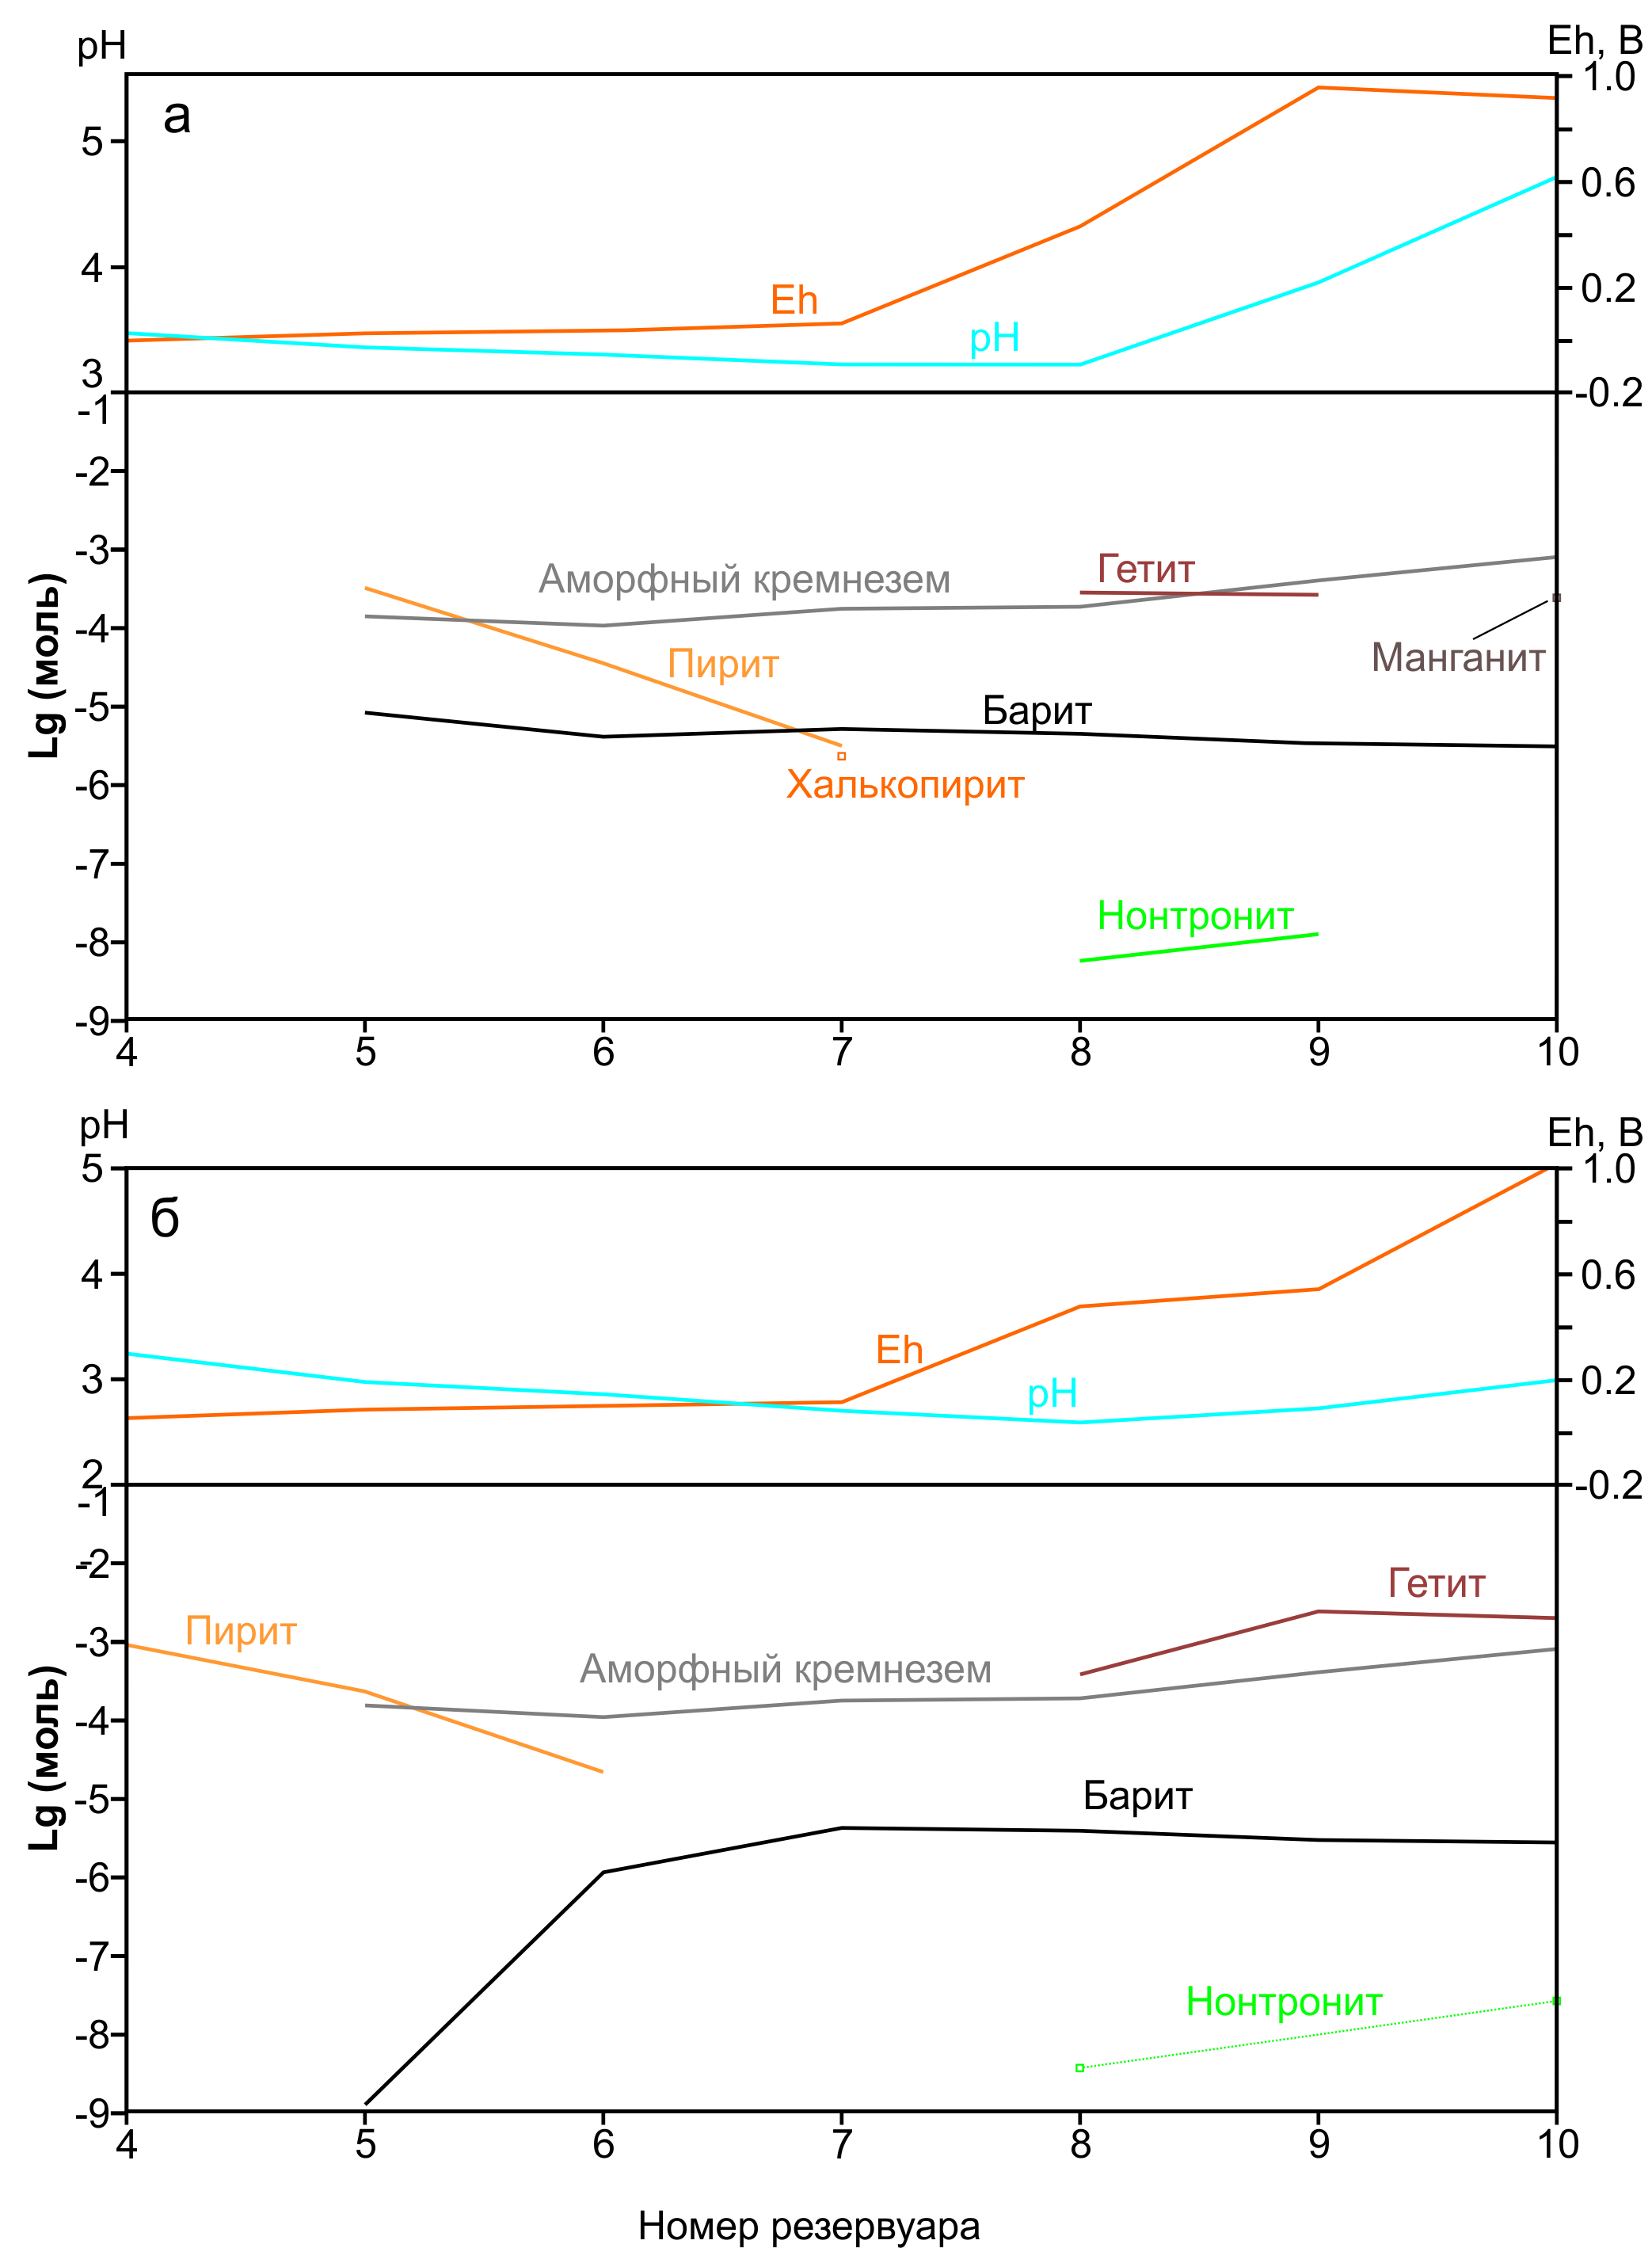 pH
Eh, В
а
5
4
3
1.0
0.6
0.2
-0.2
Eh
pH
Lg (моль)
-1
-2
-3
-4
-5
-6
-7
-8
-9
Аморфный кремнезем
Гетит
Пирит
Манганит
Барит
Халькопирит
Нонтронит
4 5 6 7 8 9 10
pH
Eh, В
б
5
4
3
2
1.0
0.6
0.2
-0.2
Eh
pH
Lg (моль)
-1
-2
-3
-4
-5
-6
-7
-8
-9
Гетит
Пирит
Аморфный кремнезем
Барит
Нонтронит
4 5 6 7 8 9 10
Номер резервуара